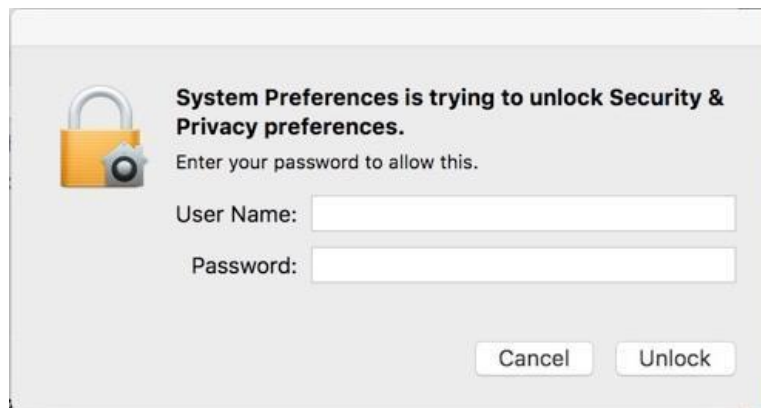 System Preferences is trying to unlock Security &
Privacy preferences.
Enter your password to allow this.
User Name:
Password:
Cancel
Unlock